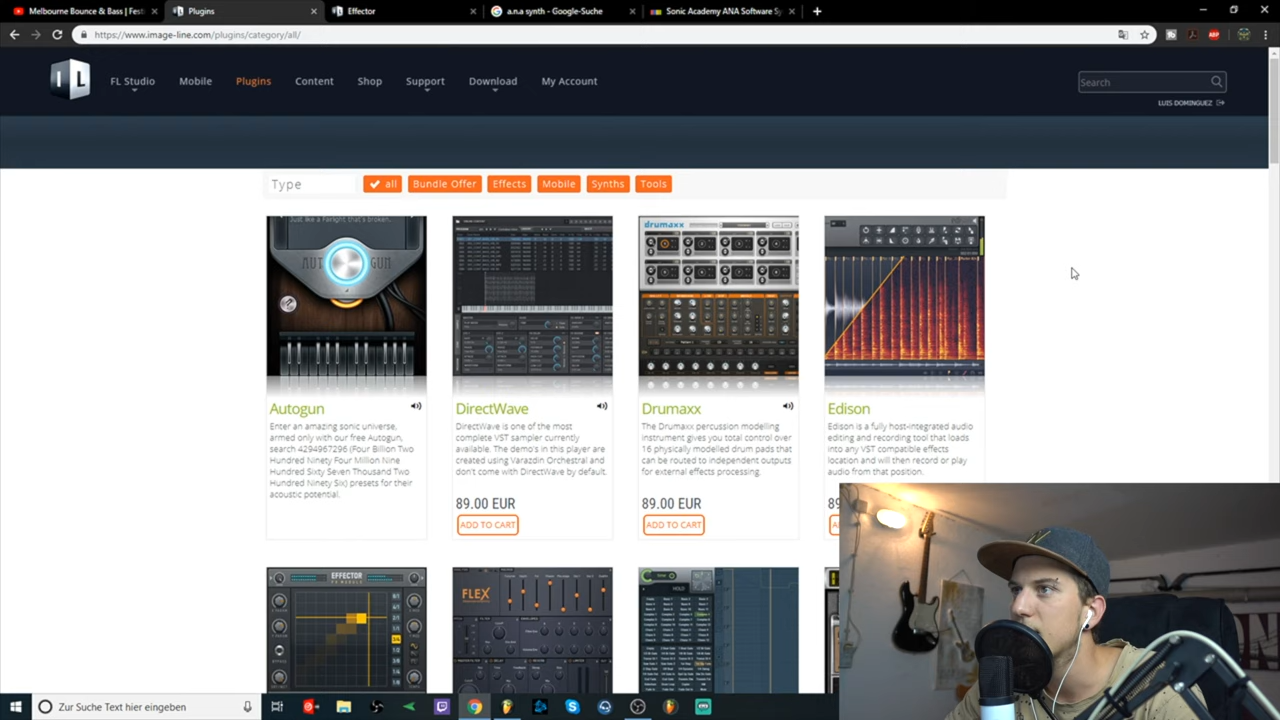 Melbourne Bounce & Bass | Fest
Plugins
Effector
a.n.a synth - Google-Suche
Sonic Academy ANA Software Sy
https://www.image-line.com/plugins/category/all/
IL
FL Studio
Mobile
Plugins
Content
Shop
Support
Download
My Account
Search
LUIS DOMINGUEZ
Type
all
Bundle Offer
Effects
Mobile
Synths
Tools
Just like a Fairlight that's broken.
AUTOGUN
drumaxx
Autogun
Enter an amazing sonic universe,
armed only with our free Autogun,
search 4294967296 (Four Billion Two
Hundred Ninety Four Million Nine
Hundred Sixty Seven Thousand Two
Hundred Ninety Six) presets for their
acoustic potential.
DirectWave
DirectWave is one of the most
complete VST sampler currently
available. The demo's in this player are
created using Varazdin Orchestral and
don't come with DirectWave by default.
89.00 EUR
ADD TO CART
Drumaxx
The Drumaxx percussion modelling
instrument gives you total control over
16 physically modelled drum pads that
can be routed to independent outputs
for external effects processing.
89.00 EUR
ADD TO CART
Edison
Edison is a fully host-integrated audio
editing and recording tool that loads
into any VST compatible effects
location and will then record or play
audio from that position.
EFFECTOR
FLEX
HOLD
Zur Suche Text hier eingeben